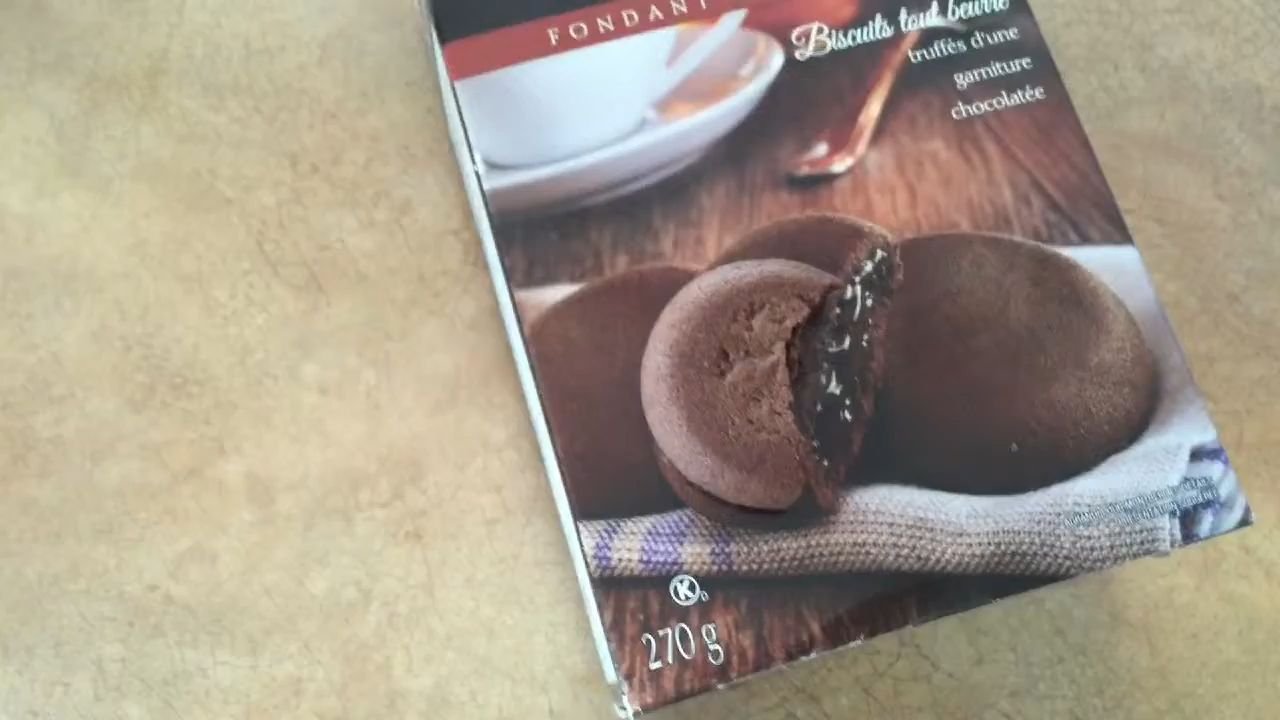 FONDANT
Biscuits tout beurre
truffés d'une
garniture
chocolatée
K D
270 g